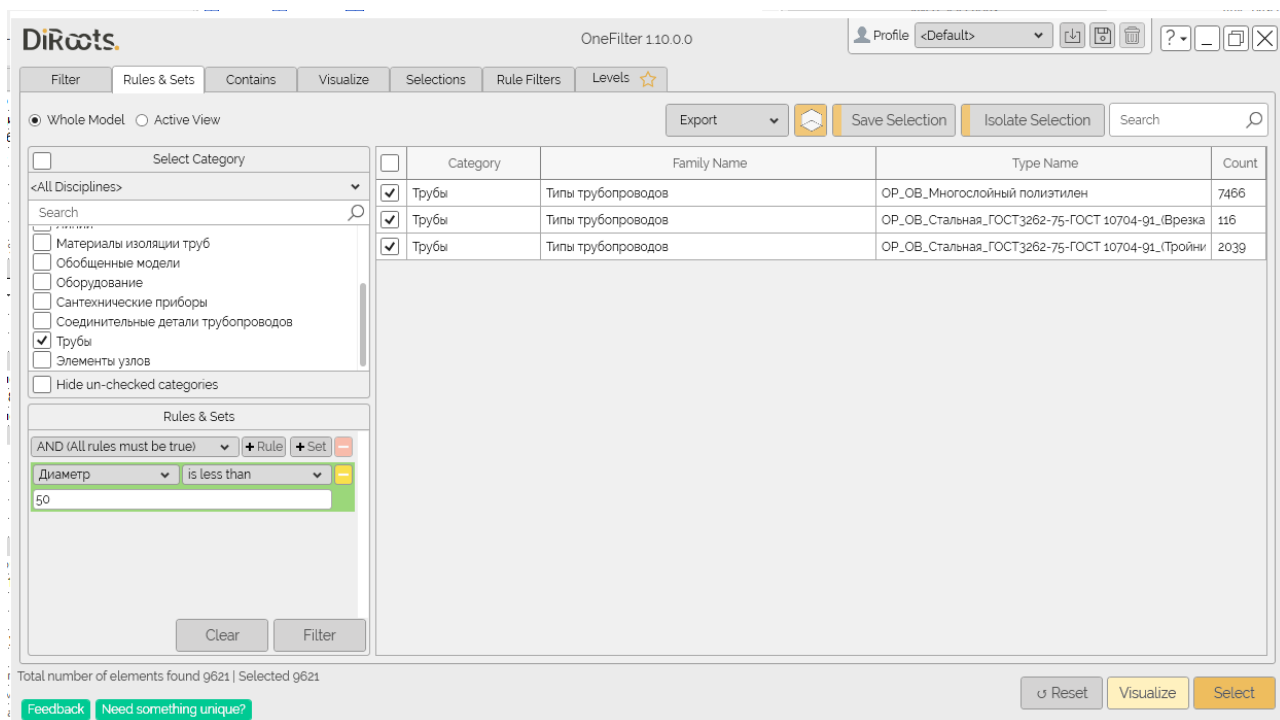 DiRoots.
OneFilter 1.10.0.0
Profile <Default>
?
Filter Rules & Sets Contains Visualize Selections Rule Filters Levels
Whole Model Active View
Export Save Selection Isolate Selection Search
Select Category
<All Disciplines>
Search
Линии
Материалы изоляции труб
Обобщенные модели
Оборудование
Сантехнические приборы
Соединительные детали трубопроводов
Трубы
Элементы узлов
Hide un-checked categories
Category Family Name Type Name Count
Трубы Типы трубопроводов ОР_ОВ_Многослойный полиэтилен 7466
Трубы Типы трубопроводов ОР_ОВ_Стальная_ГОСТ3262-75-ГОСТ 10704-91_(Врезка 116
Трубы Типы трубопроводов ОР_ОВ_Стальная_ГОСТ3262-75-ГОСТ 10704-91_(Тройни 2039
Rules & Sets
AND (All rules must be true) + Rule + Set
Диаметр is less than
50
Clear Filter
Total number of elements found 9621 | Selected 9621
Feedback Need something unique?
Reset Visualize Select